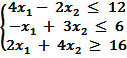 4x₁ − 2x₂ ≤ 12
−x₁ + 3x₂ ≤ 6
2x₁ + 4x₂ ≥ 16